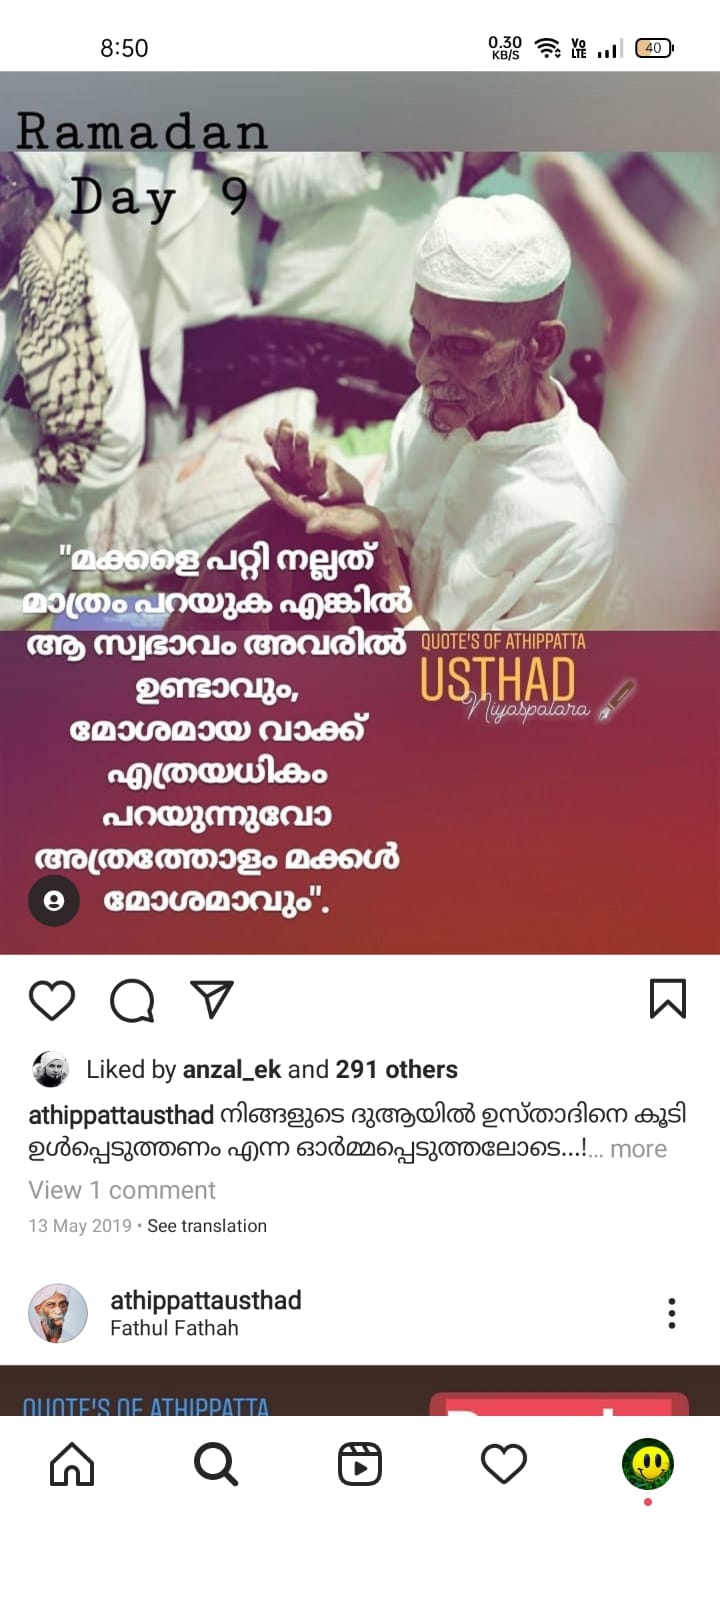 8:50
0.30
KB/S
Vo
LTE
40
Ramadan
Day 9
"മക്കളെ പറ്റി നല്ലത്
മാത്രം പറയുക എങ്കിൽ
ആ സ്വഭാവം അവരിൽ
ഉണ്ടാവും,
മോശമായ വാക്ക്
എത്രയധികം
പറയുന്നുവോ
അത്രത്തോളം മക്കൾ
മോശമാവും".
QUOTE'S OF ATHIPPATTA
USTHAD
Niyaspalara
Liked by anzal_ek and 291 others
athippattausthad നിങ്ങളുടെ ദുആയിൽ ഉസ്താദിനെ കൂടി
ഉൾപ്പെടുത്തണം എന്ന ഓർമ്മപ്പെടുത്തലോടെ...!... more
View 1 comment
13 May 2019 • See translation
athippattausthad
Fathul Fathah
QUOTE'S OF ATHIPPATTA